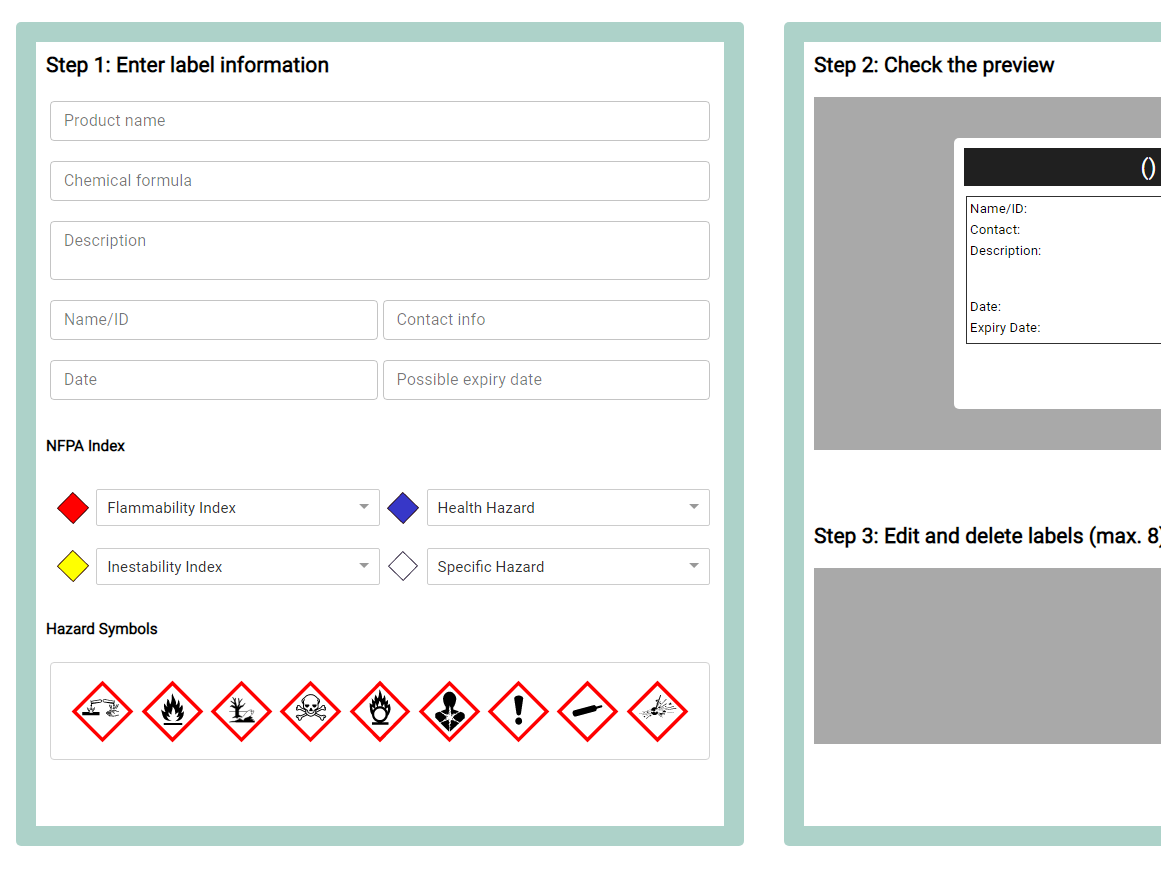 Step 1: Enter label information
Product name
Chemical formula
Description
Name/ID
Contact info
Date
Possible expiry date
NFPA Index
Flammability Index
Health Hazard
Inestability Index
Specific Hazard
Hazard Symbols
Step 2: Check the preview
()
Name/ID:
Contact:
Description:
Date:
Expiry Date:
Step 3: Edit and delete labels (max. 8)